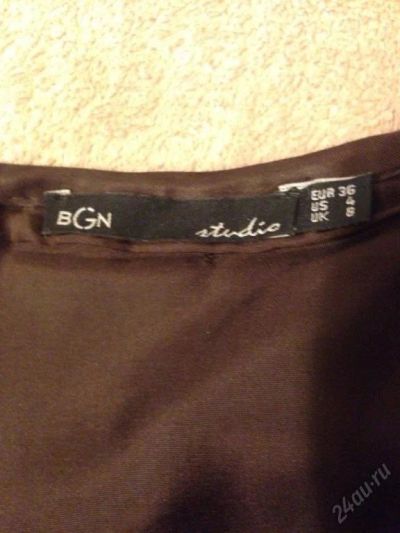 BGN
studio
EUR 36
US 4
UK 8
24au.ru